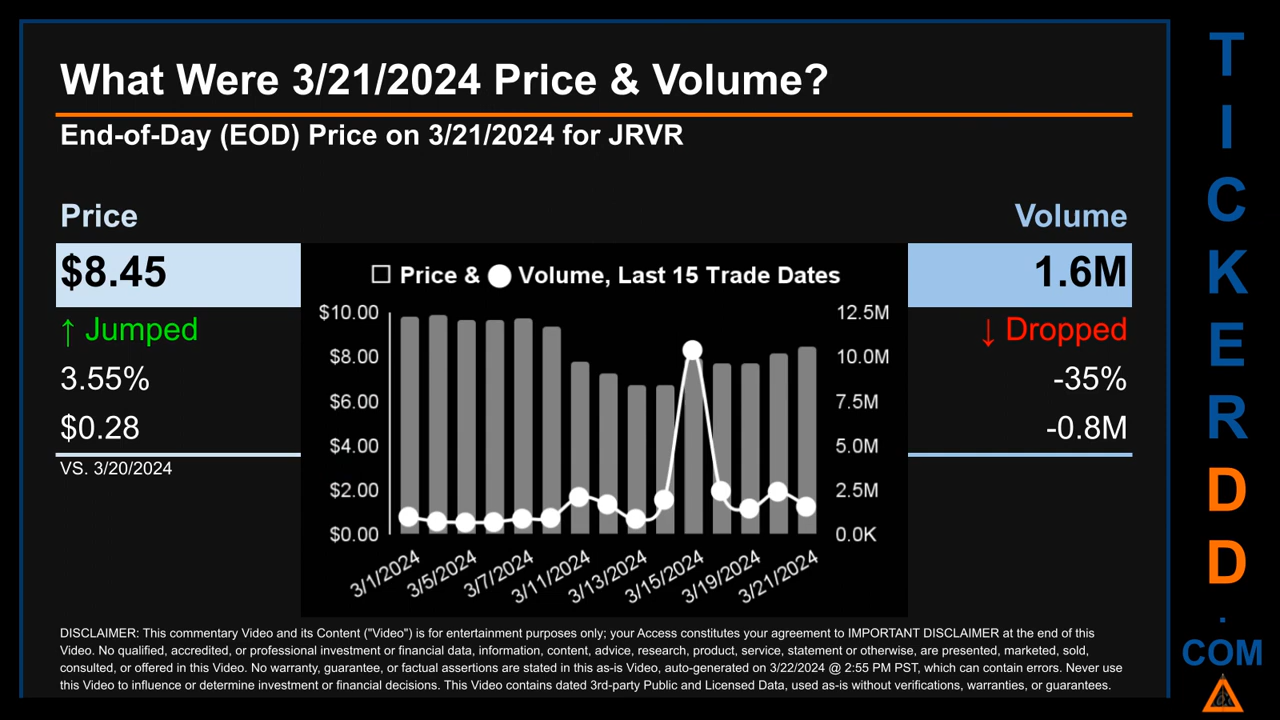 What Were 3/21/2024 Price & Volume?
End-of-Day (EOD) Price on 3/21/2024 for JRVR
Price
Volume
$8.45
1.6M
↑ Jumped
↓ Dropped
3.55%
-35%
$0.28
-0.8M
VS. 3/20/2024
Price & Volume, Last 15 Trade Dates
$10.00
$8.00
$6.00
$4.00
$2.00
$0.00
12.5M
10.0M
7.5M
5.0M
2.5M
0.0K
3/1/2024
3/5/2024
3/7/2024
3/11/2024
3/13/2024
3/15/2024
3/19/2024
3/21/2024
DISCLAIMER: This commentary Video and its Content ("Video") is for entertainment purposes only; your Access constitutes your agreement to IMPORTANT DISCLAIMER at the end of this
Video. No qualified, accredited, or professional investment or financial data, information, content, advice, research, product, service, statement or otherwise, are presented, marketed, sold,
consulted, or offered in this Video. No warranty, guarantee, or factual assertions are stated in this as-is Video, auto-generated on 3/22/2024 @ 2:55 PM PST, which can contain errors. Never use
this Video to influence or determine investment or financial decisions. This Video contains dated 3rd-party Public and Licensed Data, used as-is without verifications, warranties, or guarantees.
T
I
C
K
E
R
D
D
.
COM